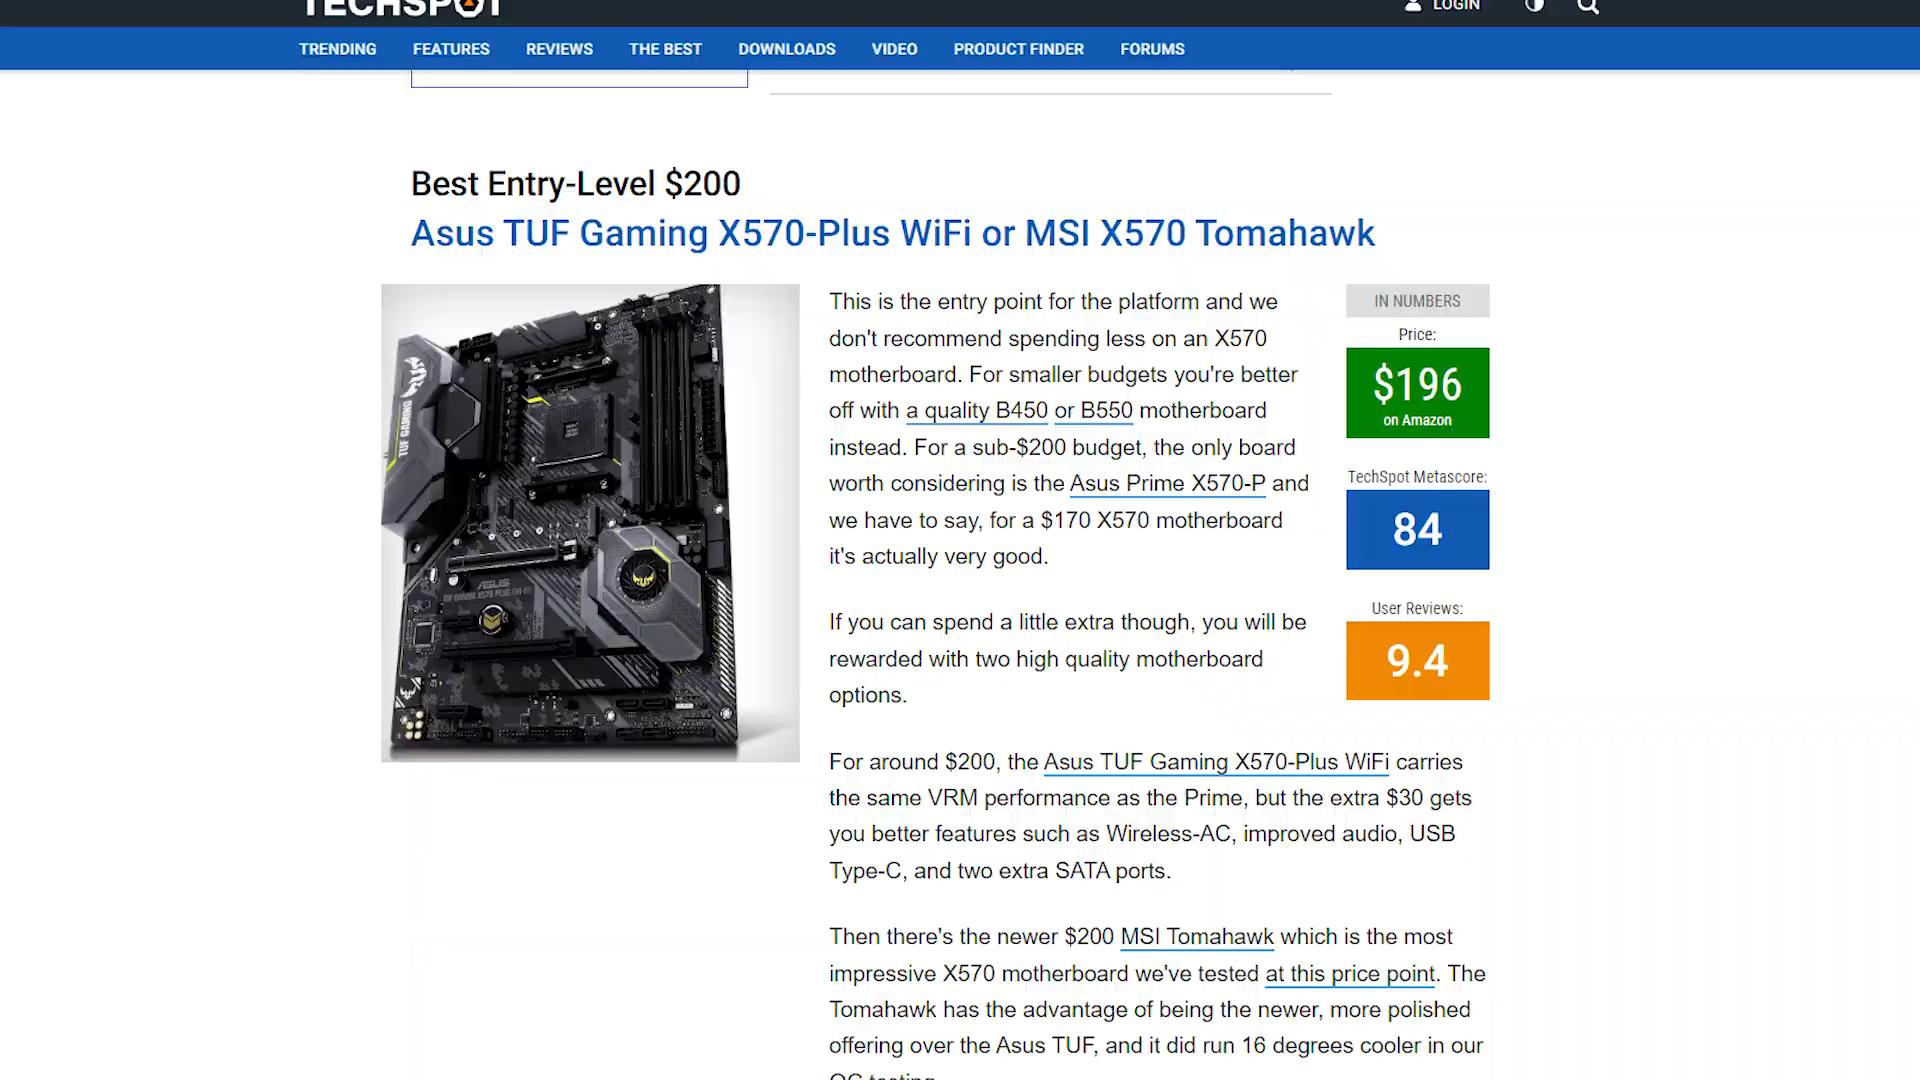 TECHSPOT
LOGIN
TRENDING FEATURES REVIEWS THE BEST DOWNLOADS VIDEO PRODUCT FINDER FORUMS
Best Entry-Level $200
Asus TUF Gaming X570-Plus WiFi or MSI X570 Tomahawk
TUF GAMING
ASUS
This is the entry point for the platform and we
don't recommend spending less on an X570
motherboard. For smaller budgets you're better
off with a quality B450 or B550 motherboard
instead. For a sub-$200 budget, the only board
worth considering is the Asus Prime X570-P and
we have to say, for a $170 X570 motherboard
it's actually very good.
If you can spend a little extra though, you will be
rewarded with two high quality motherboard
options.
IN NUMBERS
Price:
$196
on Amazon
TechSpot Metascore:
84
User Reviews:
9.4
For around $200, the Asus TUF Gaming X570-Plus WiFi carries
the same VRM performance as the Prime, but the extra $30 gets
you better features such as Wireless-AC, improved audio, USB
Type-C, and two extra SATA ports.
Then there's the newer $200 MSI Tomahawk which is the most
impressive X570 motherboard we've tested at this price point. The
Tomahawk has the advantage of being the newer, more polished
offering over the Asus TUF, and it did run 16 degrees cooler in our
OC testing.